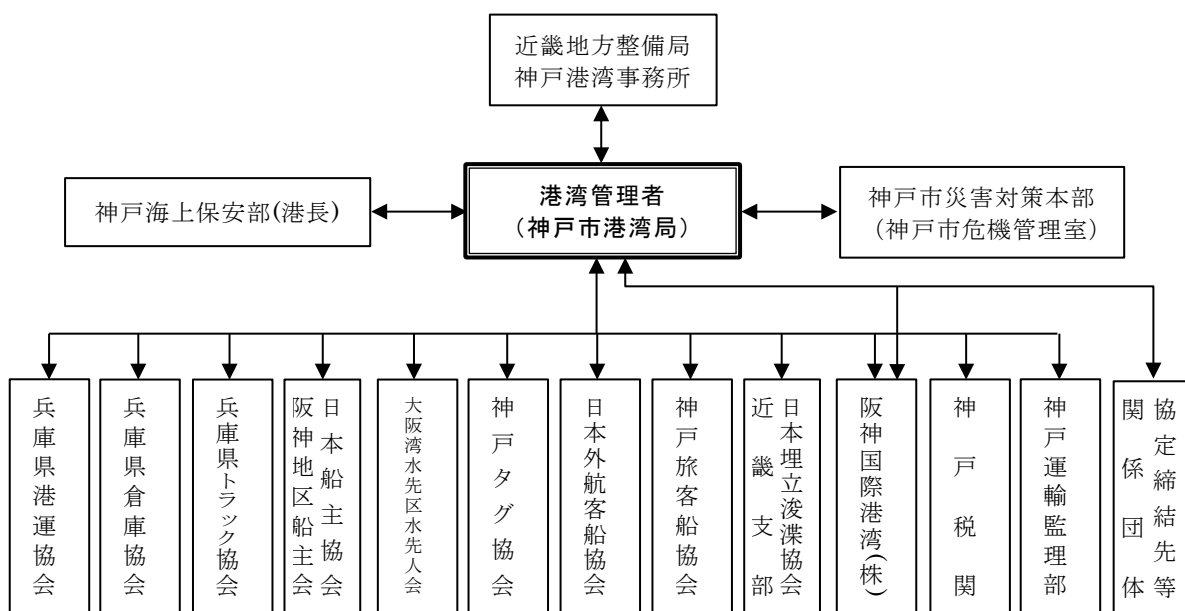 近畿地方整備局
神戸港湾事務所
神戸海上保安部(港長)
港湾管理者
(神戸市港湾局)
神戸市災害対策本部
(神戸市危機管理室)
兵庫県港運協会
兵庫県倉庫協会
兵庫県トラック協会
日本船主協会
阪神地区船主会
大阪湾水先区水先人会
神戸タグ協会
日本外航客船協会
神戸旅客船協会
日本埋立浚渫協会
近畿支部
阪神国際港湾(株)
神戸税関
神戸運輸監理部
協定締結先等
関係団体